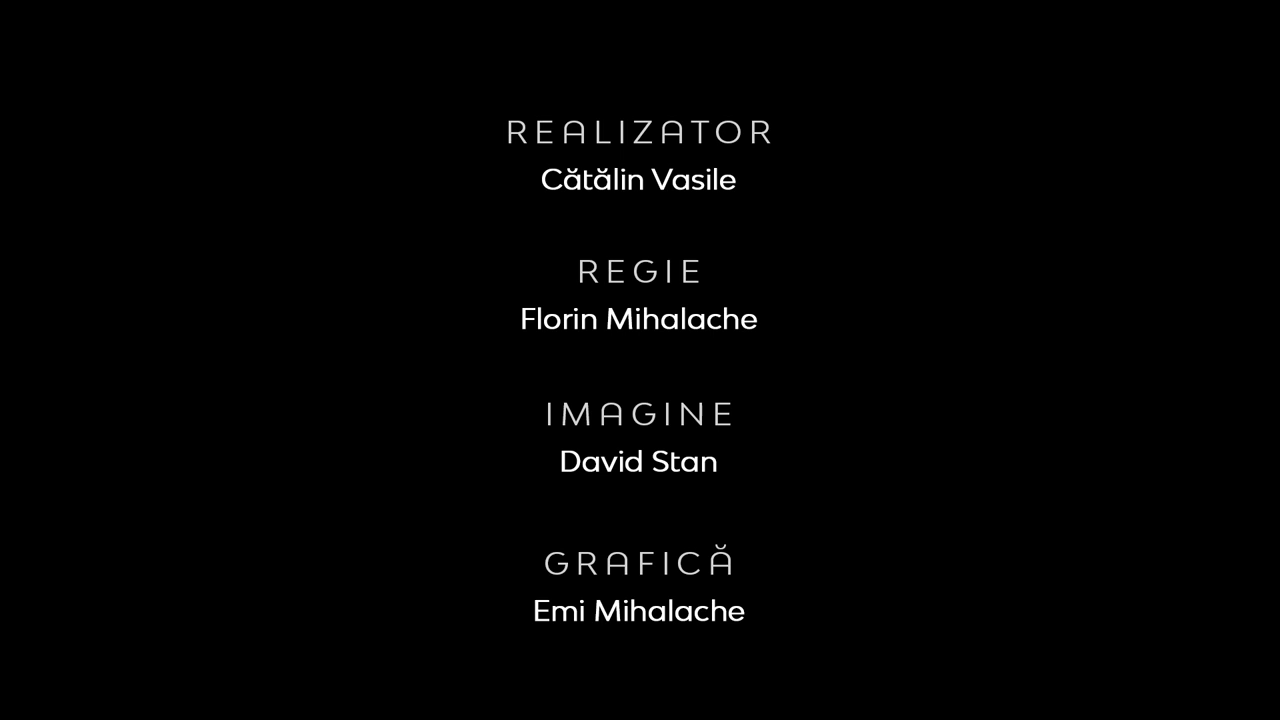 REALIZATOR
Cătălin Vasile
REGIE
Florin Mihalache
IMAGINE
David Stan
GRAFICĂ
Emi Mihalache